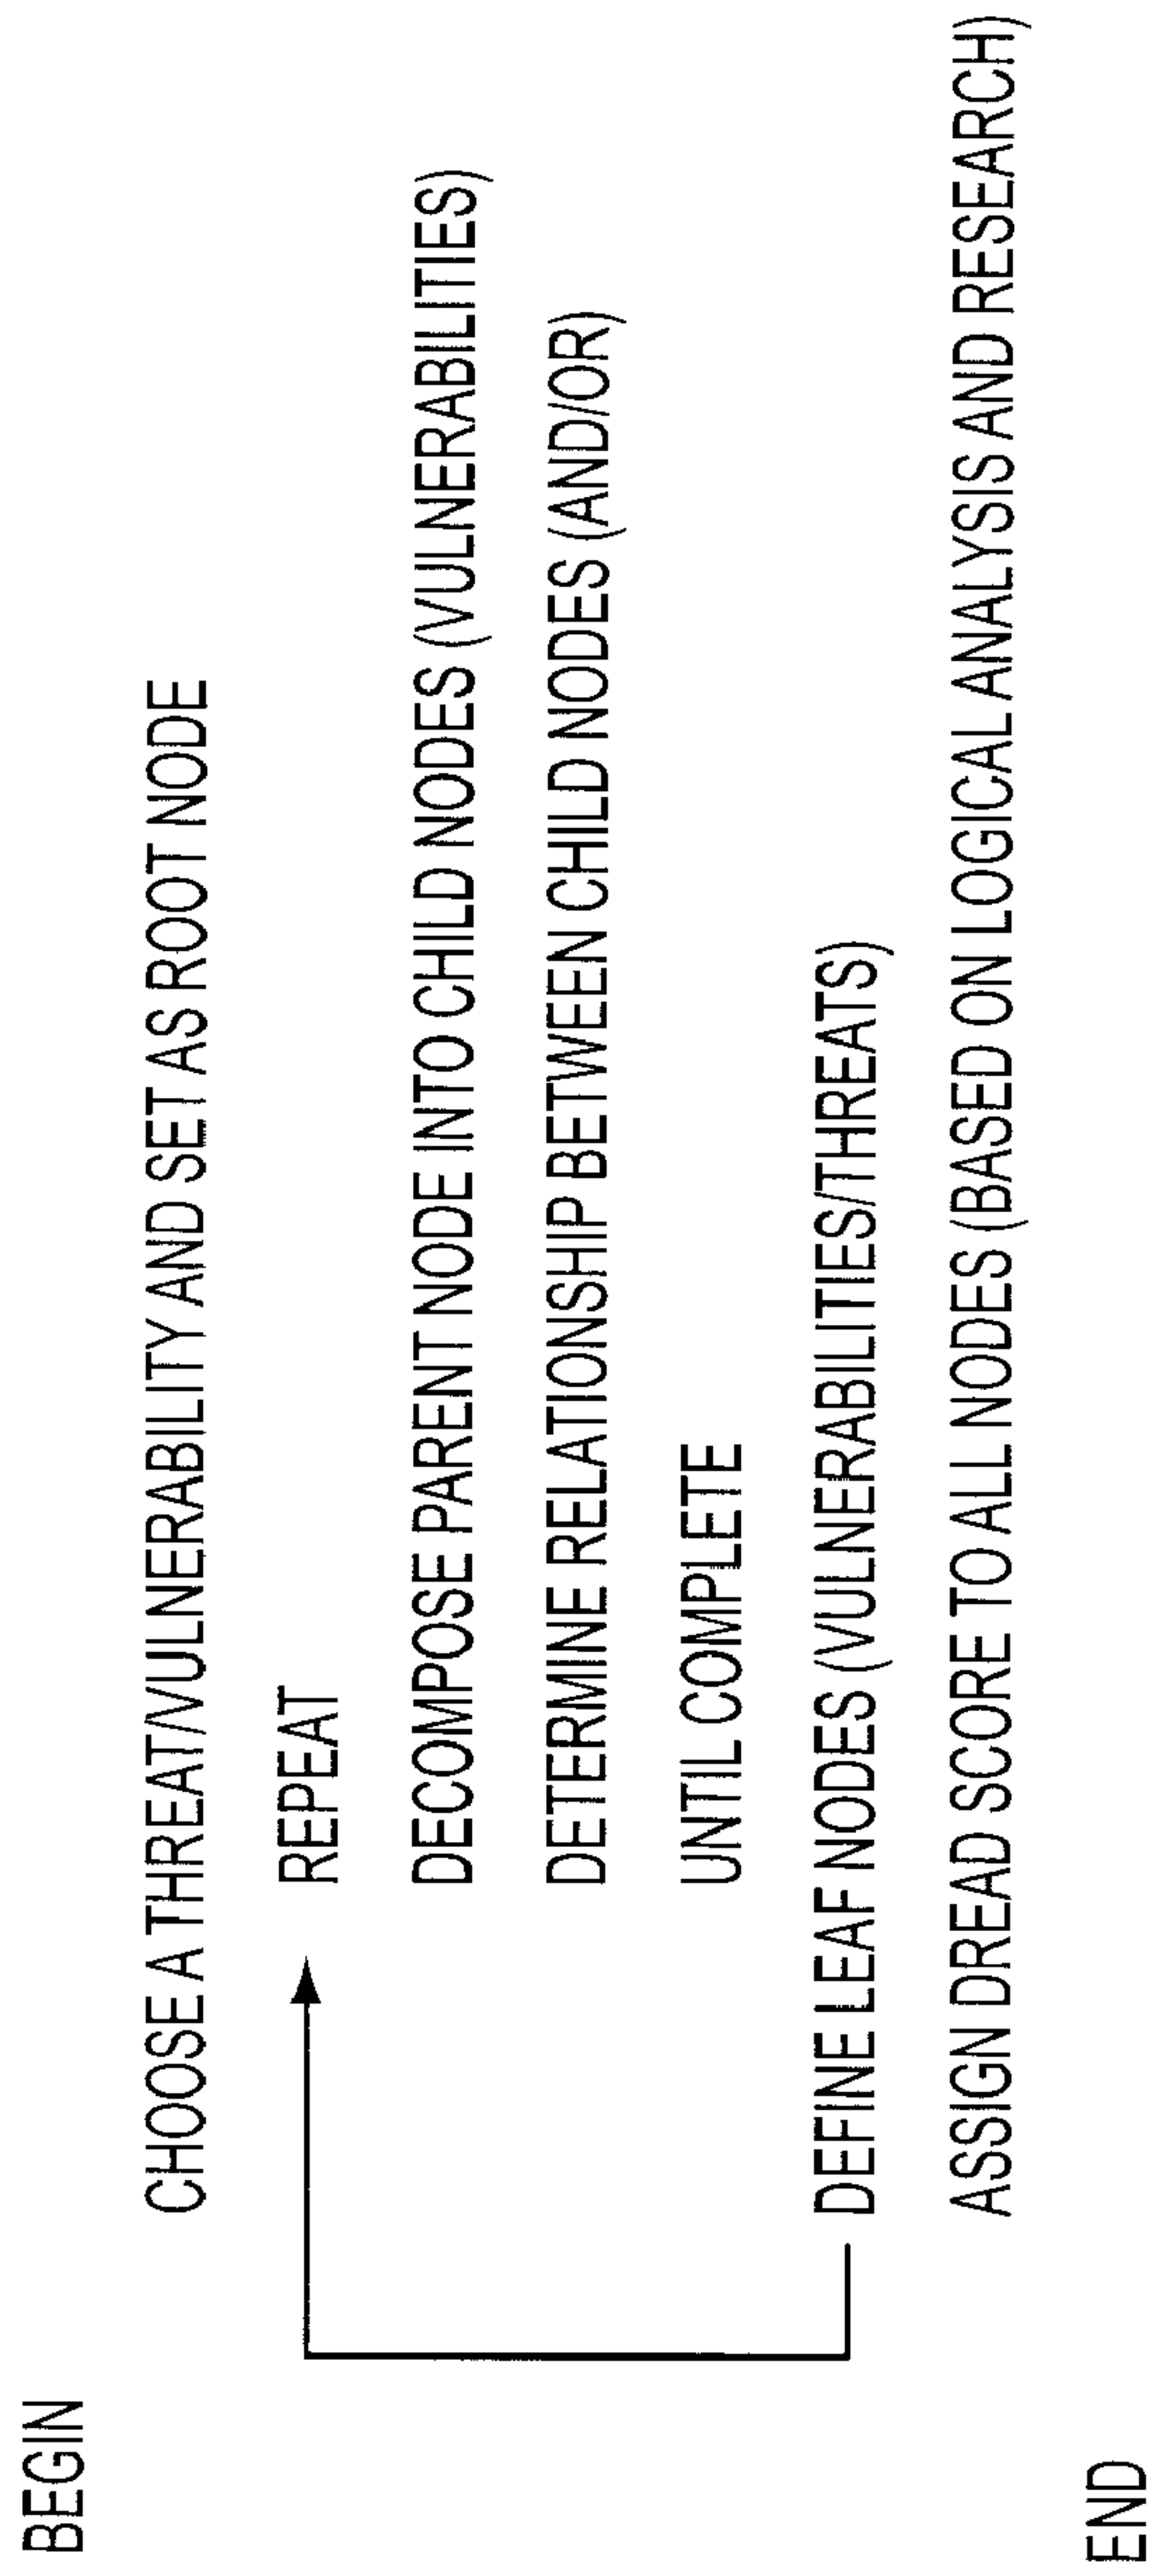 BEGIN
CHOOSE A THREAT/VULNERABILITY AND SET AS ROOT NODE
REPEAT
DECOMPOSE PARENT NODE INTO CHILD NODES (VULNERABILITIES)
DETERMINE RELATIONSHIP BETWEEN CHILD NODES (AND/OR)
UNTIL COMPLETE
DEFINE LEAF NODES (VULNERABILITIES/THREATS)
ASSIGN DREAD SCORE TO ALL NODES (BASED ON LOGICAL ANALYSIS AND RESEARCH)
END